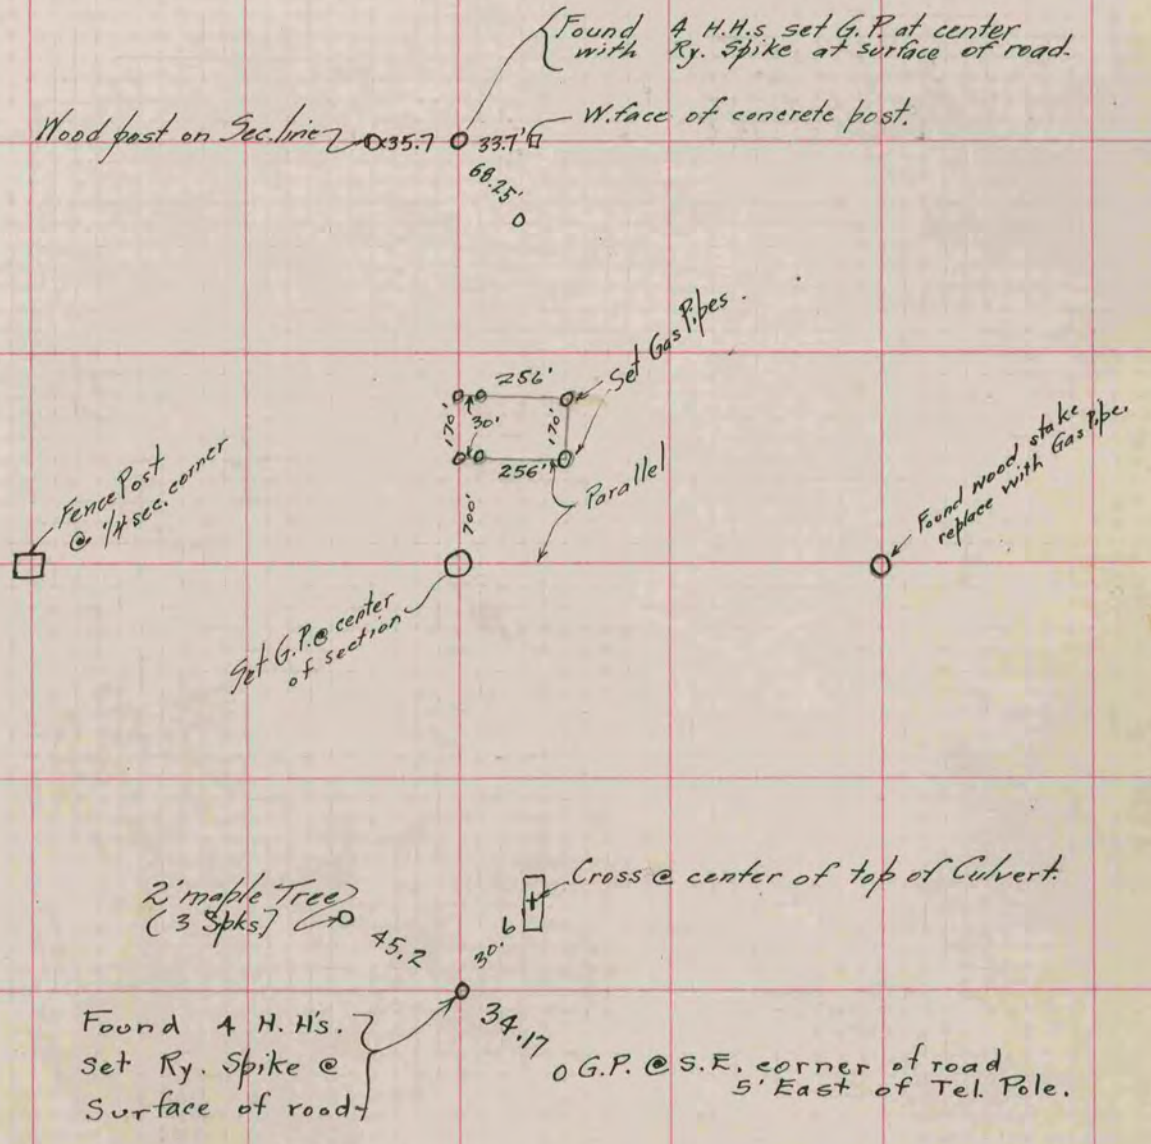 Found 4 H.H.s set G.P. at center
with Ry. Spike at surface of road.
Wood post on Sec. line
35.7
33.7'
W. face of concrete post.
68.25'
Set Gas Pipes.
256'
170'
30'
170'
256'
Parallel
700'
Fence Post
@ 1/4 sec. corner
Found wood stake
replace with Gas Pipe.
Set G.P. @ center
of section
2' maple Tree
(3 Spks)
45.2
Cross @ center of top of Culvert.
30'
Found 4 H. H's.
set Ry. Spike @
Surface of road
34.17
G.P. @ S.E. corner of road
5' East of Tel. Pole.